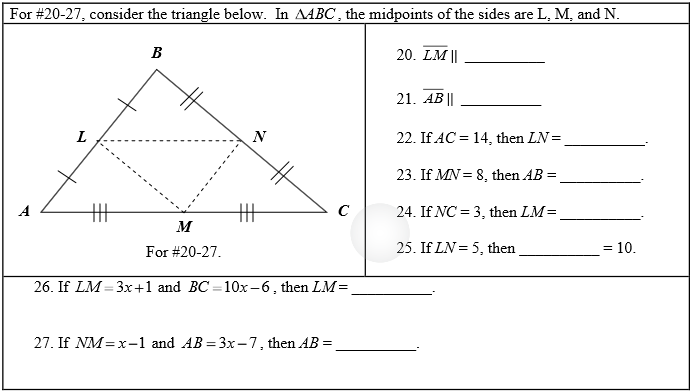 For #20-27, consider the triangle below. In ΔABC, the midpoints of the sides are L, M, and N.
B
L
N
A
M
C
For #20-27.
20. L͞M || __________
21. A͞B || __________
22. If AC = 14, then LN = __________.
23. If MN = 8, then AB = __________.
24. If NC = 3, then LM = __________.
25. If LN = 5, then __________ = 10.
26. If LM = 3x+1 and BC = 10x−6, then LM = __________.
27. If NM = x−1 and AB = 3x−7, then AB = __________.